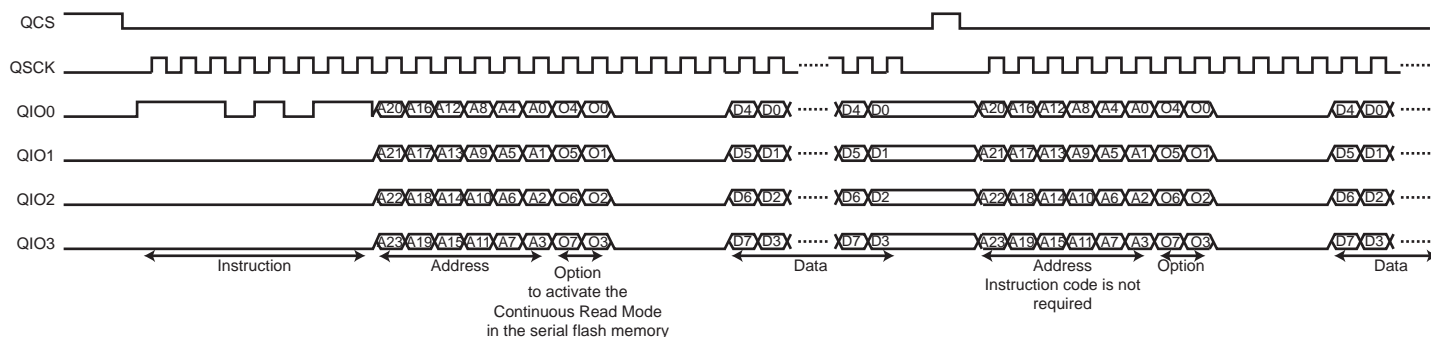 QCS
QSCK
QIO0 A20 A16 A12 A8 A4 A0 O4 O0 D4 D0 D4 D0 A20 A16 A12 A8 A4 A0 O4 O0 D4 D0
QIO1 A21 A17 A13 A9 A5 A1 O5 O1 D5 D1 D5 D1 A21 A17 A13 A9 A5 A1 O5 O1 D5 D1
QIO2 A22 A18 A14 A10 A6 A2 O6 O2 D6 D2 D6 D2 A22 A18 A14 A10 A6 A2 O6 O2 D6 D2
QIO3 A23 A19 A15 A11 A7 A3 O7 O3 D7 D3 D7 D3 A23 A19 A15 A11 A7 A3 O7 O3 D7 D3
Instruction
Address
Option
to activate the
Continuous Read Mode
in the serial flash memory
Data
Address
Instruction code is not
required
Option
Data